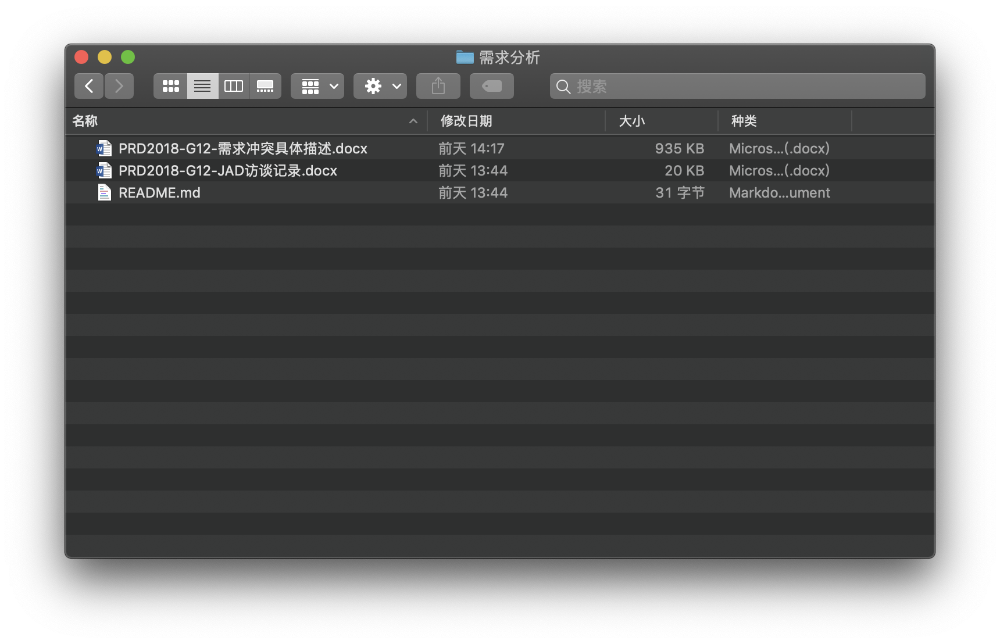 需求分析
搜索
名称 修改日期 大小 种类
PRD2018-G12-需求冲突具体描述.docx 前天 14:17 935 KB Micros...(.docx)
PRD2018-G12-JAD访谈记录.docx 前天 13:44 20 KB Micros...(.docx)
README.md 前天 13:44 31 字节 Markdo...ument